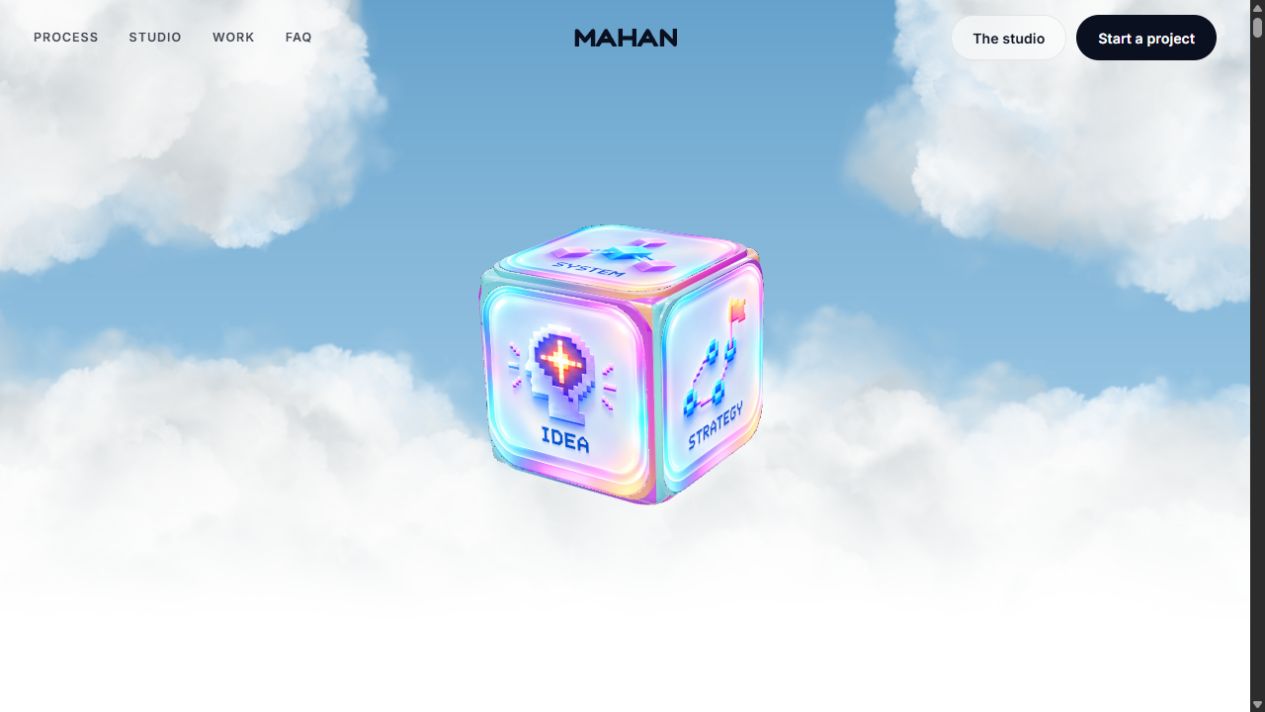 PROCESS STUDIO WORK FAQ MAHAN The studio Start a project
SYSTEM
IDEA
STRATEGY